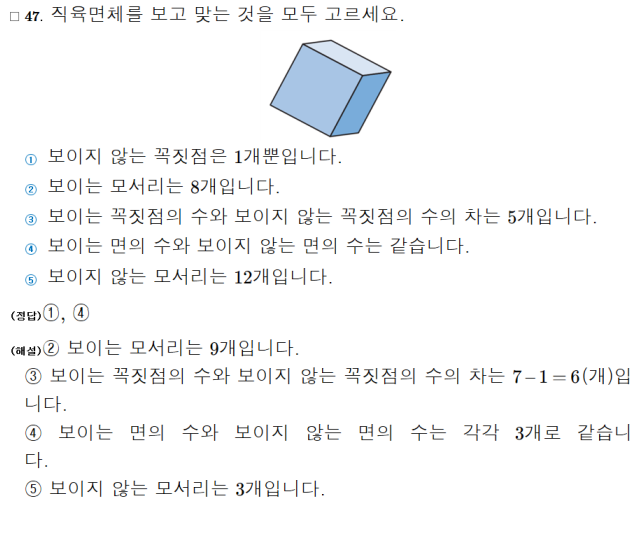 □ 47. 직육면체를 보고 맞는 것을 모두 고르세요.
① 보이지 않는 꼭짓점은 1개뿐입니다.
② 보이는 모서리는 8개입니다.
③ 보이는 꼭짓점의 수와 보이지 않는 꼭짓점의 수의 차는 5개입니다.
④ 보이는 면의 수와 보이지 않는 면의 수는 같습니다.
⑤ 보이지 않는 모서리는 12개입니다.
(정답)①, ④
(해설)② 보이는 모서리는 9개입니다.
③ 보이는 꼭짓점의 수와 보이지 않는 꼭짓점의 수의 차는 7-1=6(개)입
니다.
④ 보이는 면의 수와 보이지 않는 면의 수는 각각 3개로 같습니
다.
⑤ 보이지 않는 모서리는 3개입니다.